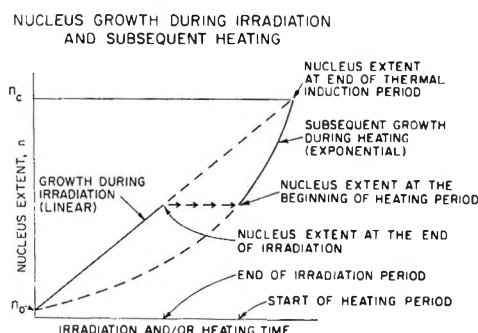 NUCLEUS GROWTH DURING IRRADIATION
AND SUBSEQUENT HEATING
NUCLEUS EXTENT
AT END OF THERMAL
INDUCTION PERIOD
nc
SUBSEQUENT GROWTH
DURING HEATING
(EXPONENTIAL)
NUCLEUS EXTENT, n
GROWTH DURING
IRRADIATION
(LINEAR)
NUCLEUS EXTENT AT THE
BEGINNING OF HEATING PERIOD
NUCLEUS EXTENT AT THE END
OF IRRADIATION
END OF IRRADIATION PERIOD
no
START OF HEATING PERIOD
IRRADIATION AND/OR HEATING TIME